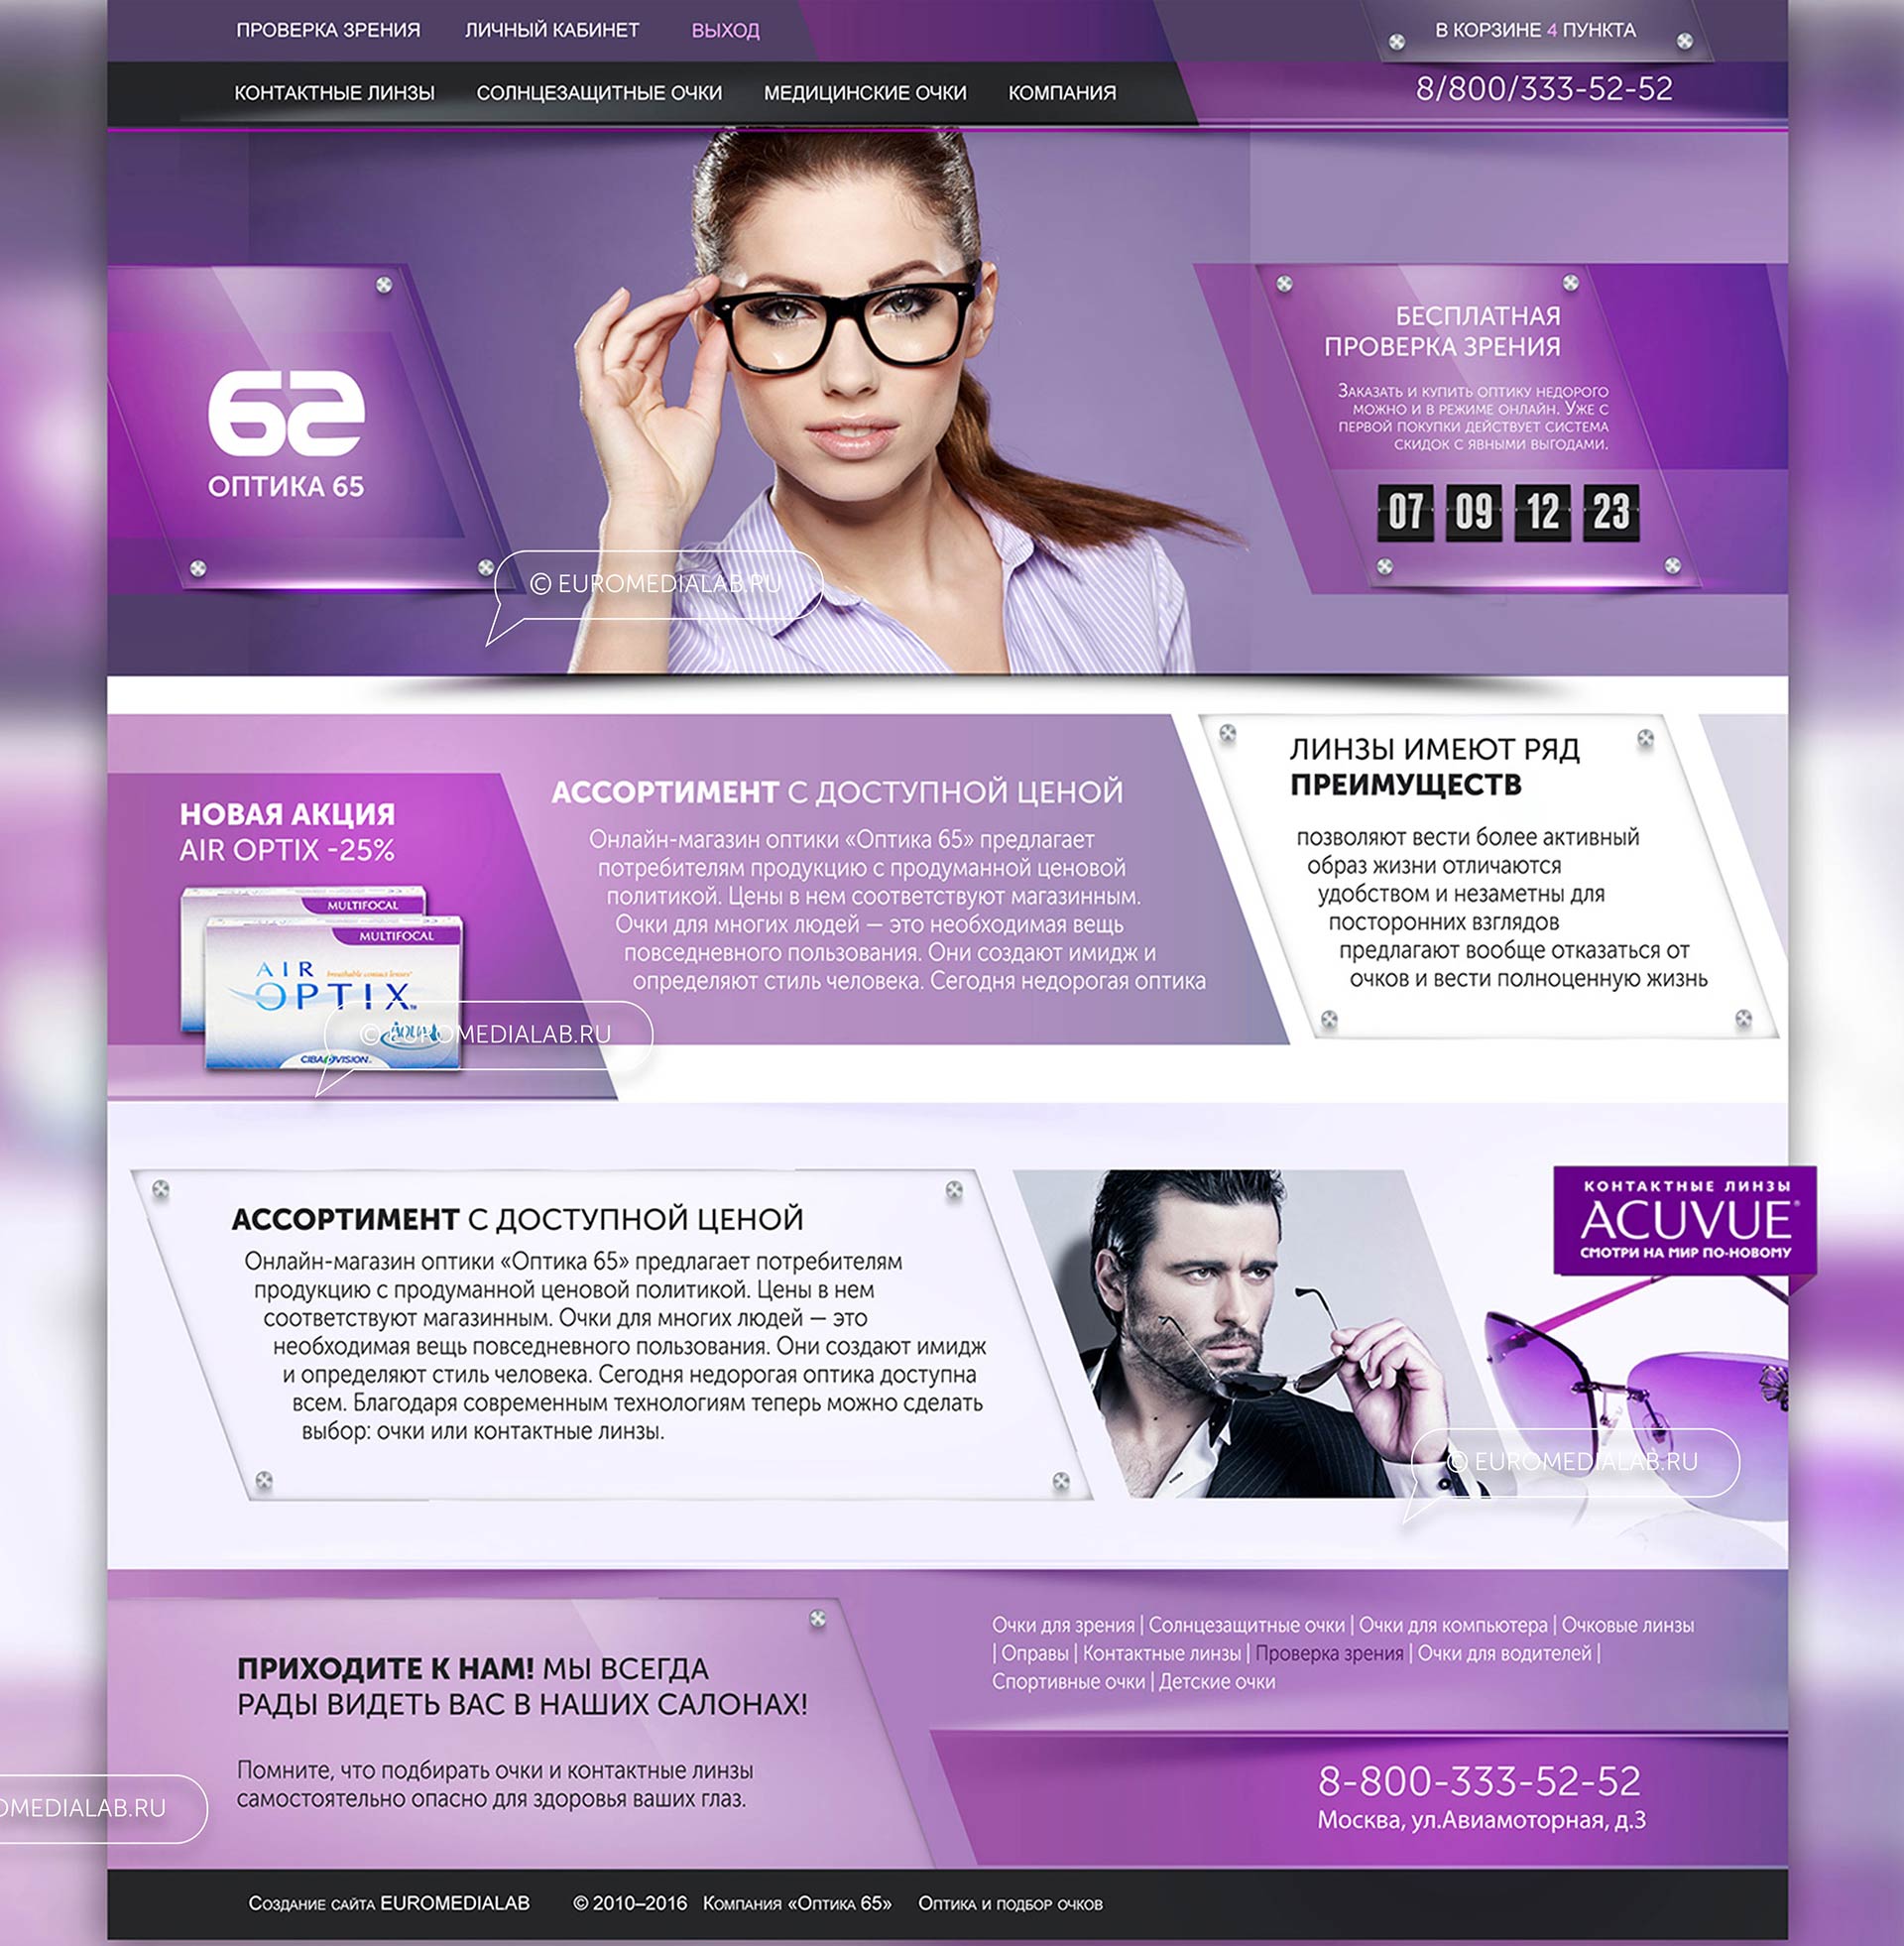 ПРОВЕРКА ЗРЕНИЯ ЛИЧНЫЙ КАБИНЕТ ВЫХОД
В КОРЗИНЕ 4 ПУНКТА
КОНТАКТНЫЕ ЛИНЗЫ СОЛНЦЕЗАЩИТНЫЕ ОЧКИ МЕДИЦИНСКИЕ ОЧКИ КОМПАНИЯ
8/800/333-52-52
ОПТИКА 65
БЕСПЛАТНАЯ
ПРОВЕРКА ЗРЕНИЯ
Заказать и купить оптику недорого
можно и в режиме онлайн. Уже с
первой покупки действует система
скидок с явными выгодами.
07 09 12 23
© EUROMEDIALAB.RU
НОВАЯ АКЦИЯ
AIR OPTIX -25%
MULTIFOCAL
MULTIFOCAL
AIR
OPTIX
AQUA
CIBA VISION
© EUROMEDIALAB.RU
АССОРТИМЕНТ С ДОСТУПНОЙ ЦЕНОЙ
Онлайн-магазин оптики «Оптика 65» предлагает
потребителям продукцию с продуманной ценовой
политикой. Цены в нем соответствуют магазинным.
Очки для многих людей — это необходимая вещь
повседневного пользования. Они создают имидж и
определяют стиль человека. Сегодня недорогая оптика
ЛИНЗЫ ИМЕЮТ РЯД
ПРЕИМУЩЕСТВ
позволяют вести более активный
образ жизни отличаются
удобством и незаметны для
посторонних взглядов
предлагают вообще отказаться от
очков и вести полноценную жизнь
АССОРТИМЕНТ С ДОСТУПНОЙ ЦЕНОЙ
Онлайн-магазин оптики «Оптика 65» предлагает потребителям
продукцию с продуманной ценовой политикой. Цены в нем
соответствуют магазинным. Очки для многих людей — это
необходимая вещь повседневного пользования. Они создают имидж
и определяют стиль человека. Сегодня недорогая оптика доступна
всем. Благодаря современным технологиям теперь можно сделать
выбор: очки или контактные линзы.
КОНТАКТНЫЕ ЛИНЗЫ
ACUVUE®
СМОТРИ НА МИР ПО-НОВОМУ
© EUROMEDIALAB.RU
ПРИХОДИТЕ К НАМ! МЫ ВСЕГДА
РАДЫ ВИДЕТЬ ВАС В НАШИХ САЛОНАХ!
Помните, что подбирать очки и контактные линзы
самостоятельно опасно для здоровья ваших глаз.
OMEDIALAB.RU
Очки для зрения | Солнцезащитные очки | Очки для компьютера | Очковые линзы
| Оправы | Контактные линзы | Проверка зрения | Очки для водителей |
Спортивные очки | Детские очки
8-800-333-52-52
Москва, ул.Авиамоторная, д.3
Создание сайта EUROMEDIALAB © 2010–2016 Компания «Оптика 65» Оптика и подбор очков